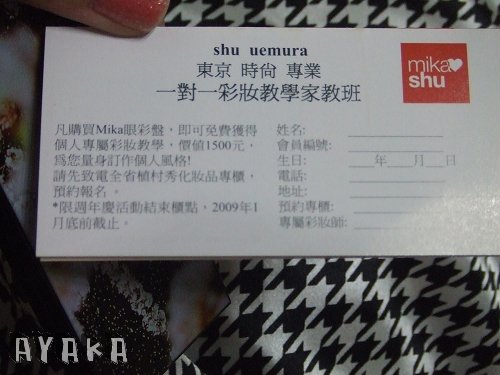 shu uemura
東京 時尙 專業
一對一彩妝教學家教班
mika
shu
凡購買Mika眼彩盤，即可免費獲得
個人專屬彩妝教學，價值1500元，
為您量身訂作個人風格!
請先致電全省植村秀化妝品專櫃，
預約報名。
*限週年慶活動結束櫃點，2009年1
月底前截止。
姓名:
會員編號:
生日: 年 月 日
電話:
地址:
預約專櫃:
專屬彩妝師:
AYAKA